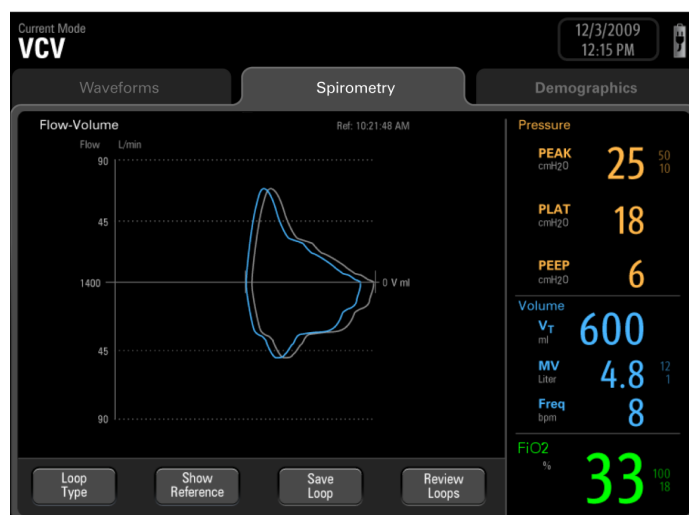 Current Mode
VCV
12/3/2009
12:15 PM
Waveforms
Spirometry
Demographics
Flow-Volume
Ref: 10:21:48 AM
Flow L/min
90
45
1400
0 V ml
45
90
Pressure
PEAK
cmH2O
25
50
10
PLAT
cmH2O
18
PEEP
cmH2O
6
Volume
VT
ml
600
MV
Liter
4.8
12
1
Freq
bpm
8
FiO2
%
33
100
18
Loop
Type
Show
Reference
Save
Loop
Review
Loops